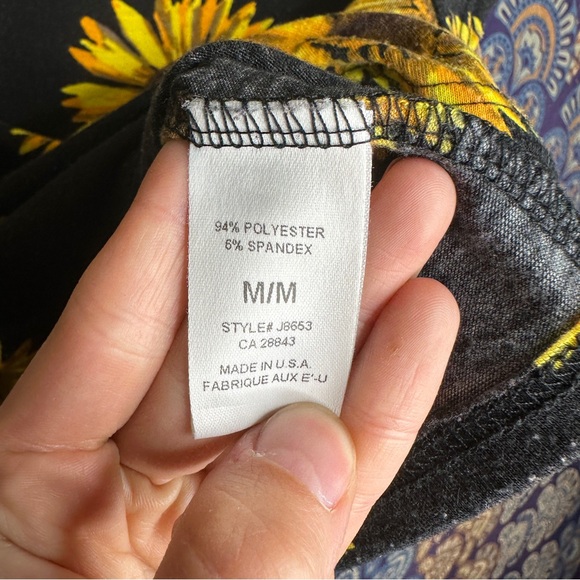 94% POLYESTER
6% SPANDEX
M/M
STYLE# J8653
CA 28843
MADE IN U.S.A.
FABRIQUE AUX E'-U